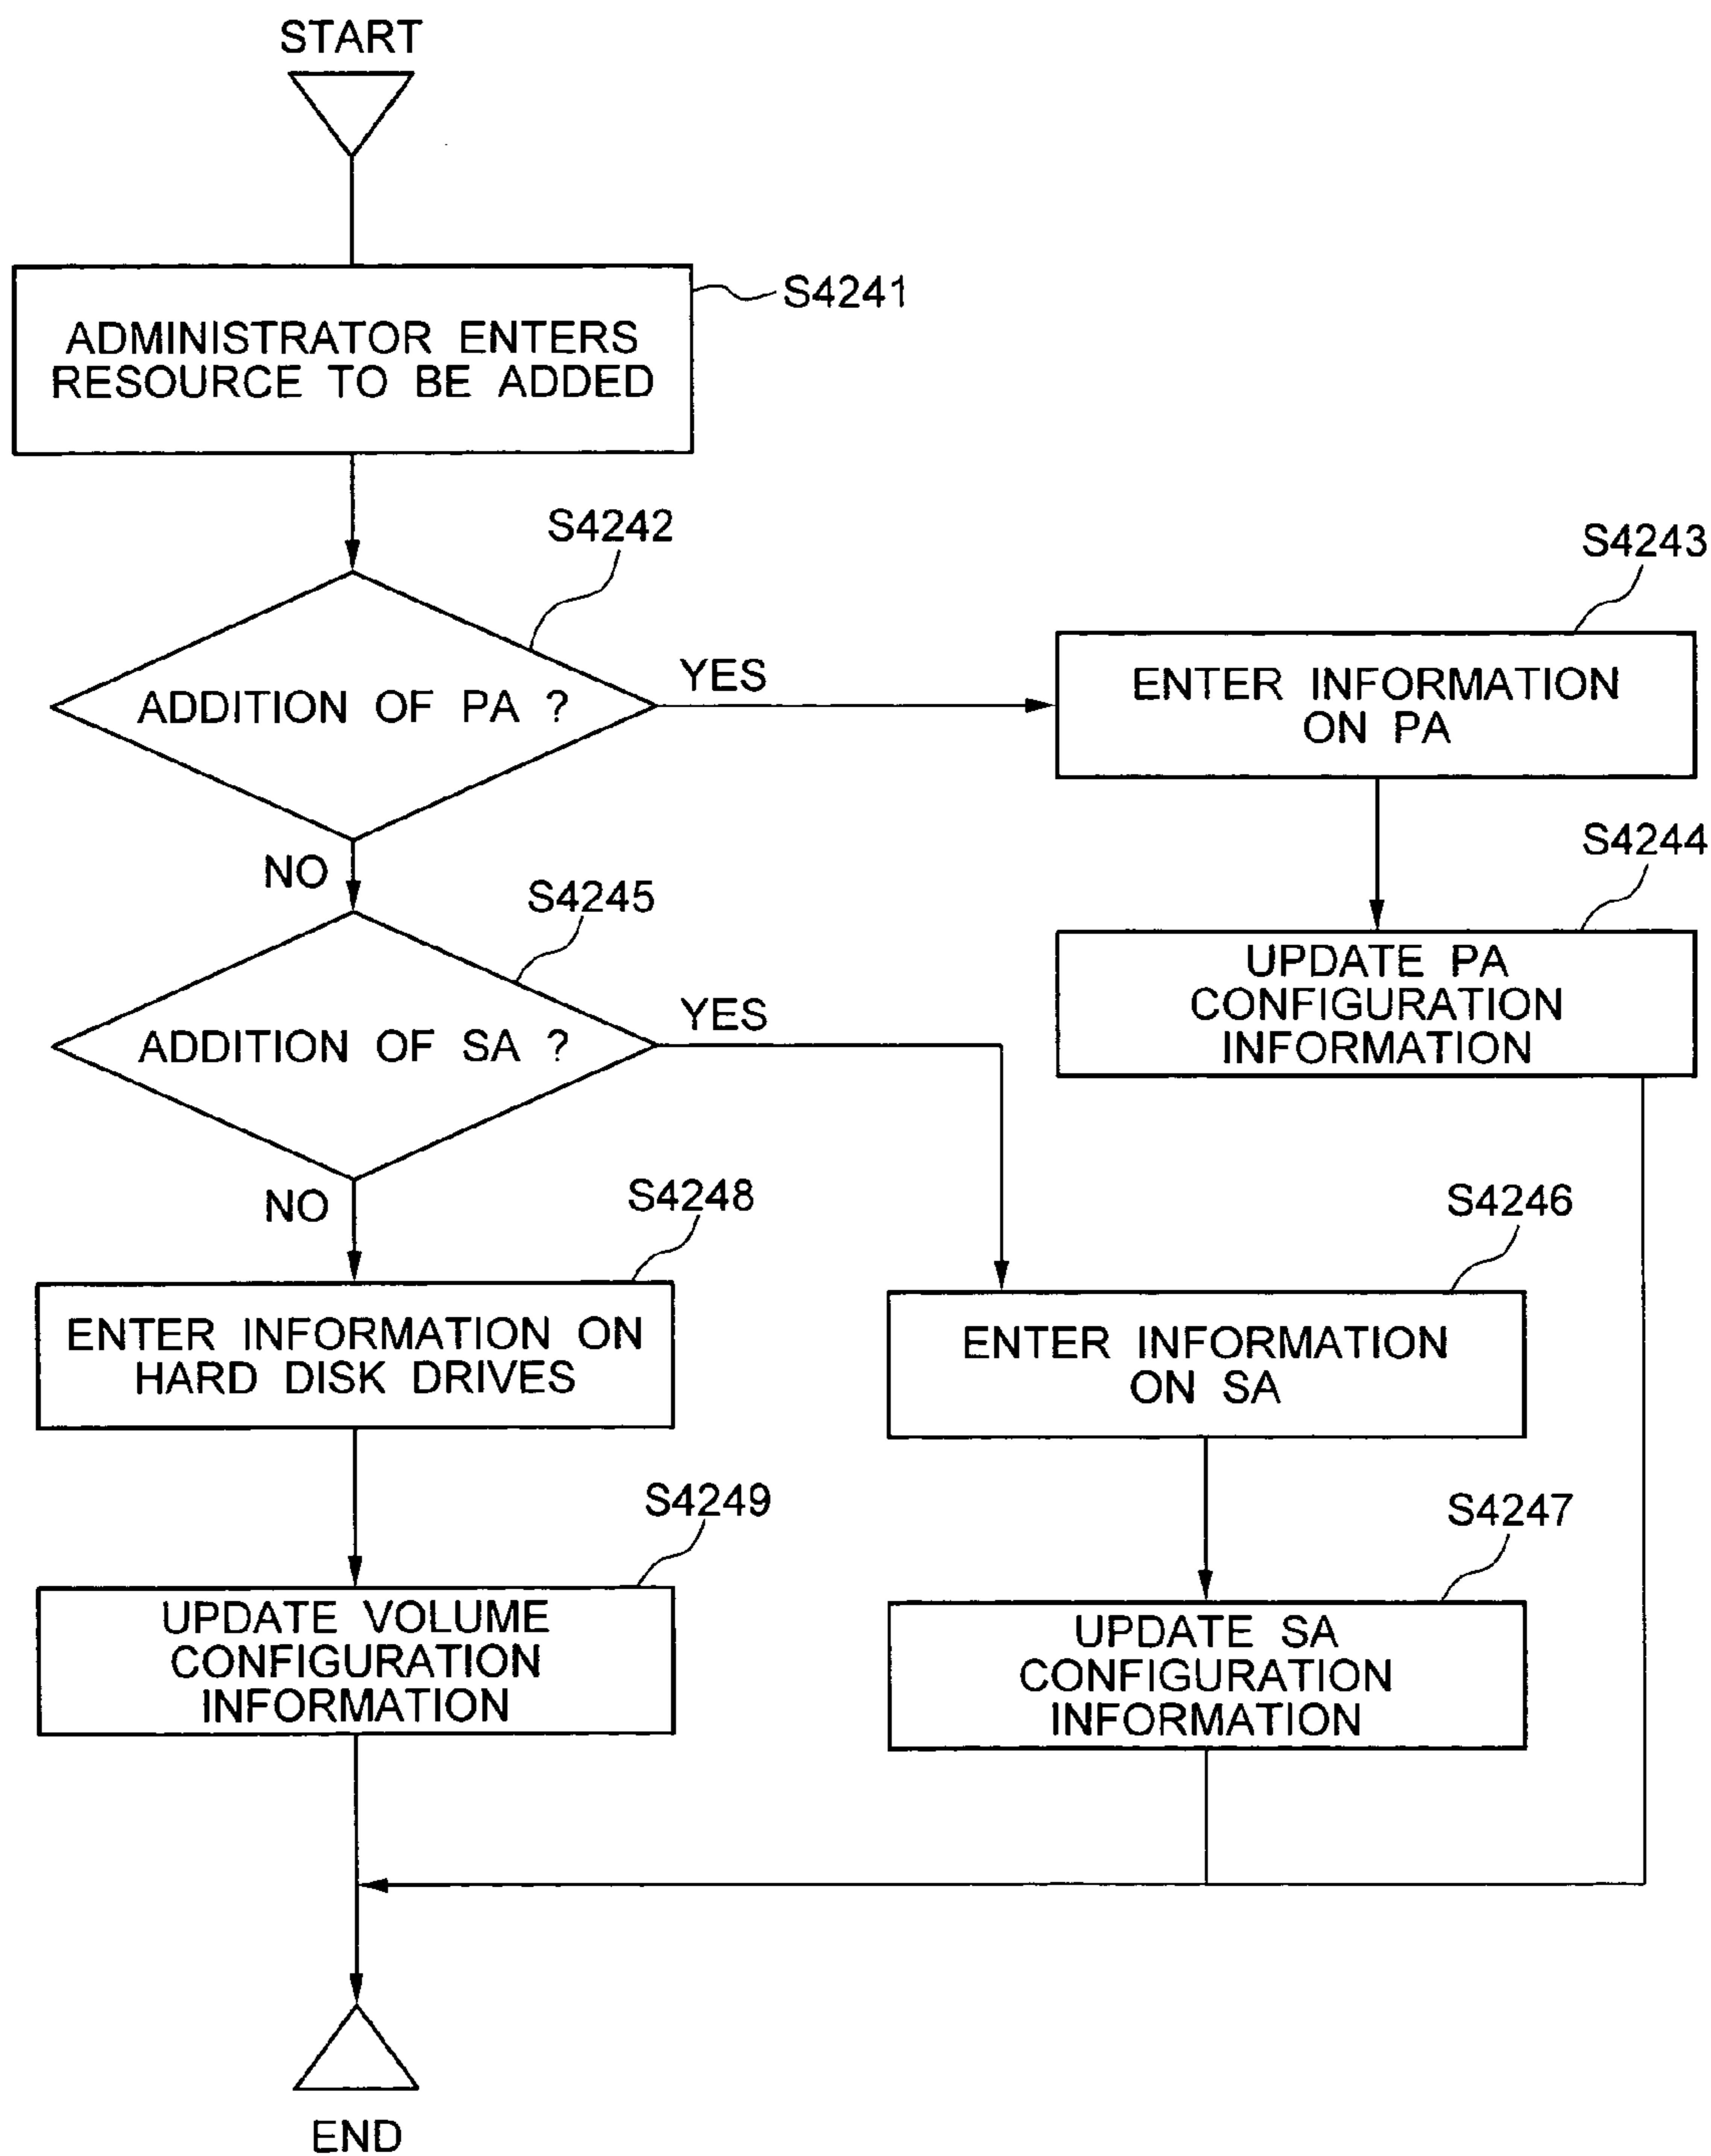 START
S4241
ADMINISTRATOR ENTERS
RESOURCE TO BE ADDED
S4242
ADDITION OF PA ?
YES
NO
S4243
ENTER INFORMATION
ON PA
S4244
UPDATE PA
CONFIGURATION
INFORMATION
S4245
ADDITION OF SA ?
YES
NO
S4246
ENTER INFORMATION
ON SA
S4247
UPDATE SA
CONFIGURATION
INFORMATION
S4248
ENTER INFORMATION ON
HARD DISK DRIVES
S4249
UPDATE VOLUME
CONFIGURATION
INFORMATION
END